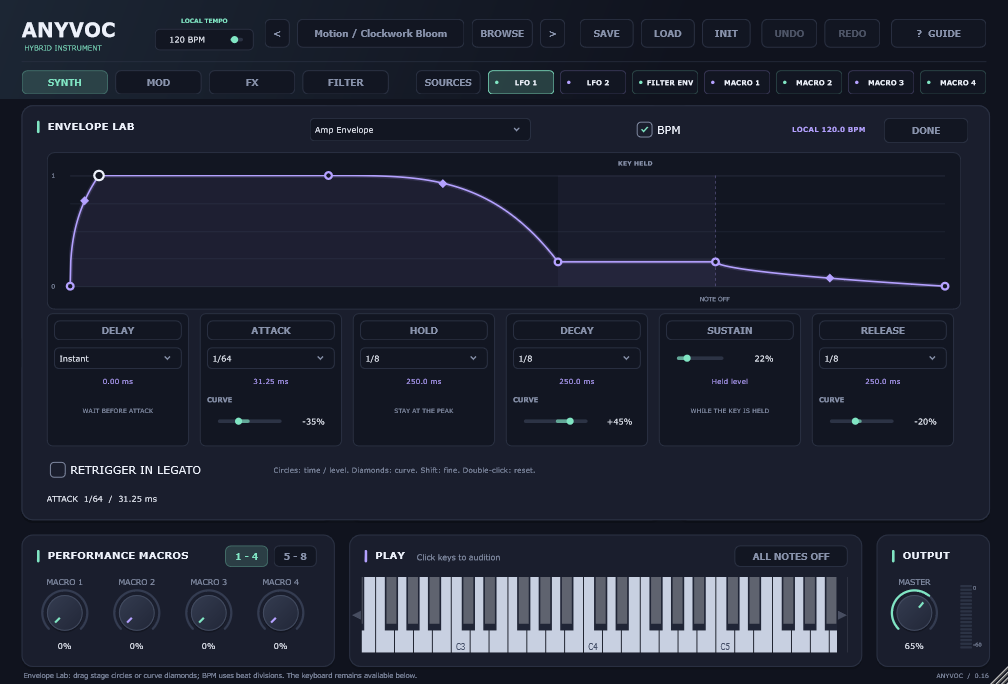 ANYVOC
HYBRID INSTRUMENT
LOCAL TEMPO
120 BPM
<
Motion / Clockwork Bloom
BROWSE
>
SAVE
LOAD
INIT
UNDO
REDO
? GUIDE
SYNTH
MOD
FX
FILTER
SOURCES
LFO 1
LFO 2
FILTER ENV
MACRO 1
MACRO 2
MACRO 3
MACRO 4
ENVELOPE LAB
Amp Envelope
BPM
LOCAL 120.0 BPM
DONE
KEY HELD
1
0
NOTE OFF
DELAY
Instant
0.00 ms
WAIT BEFORE ATTACK
ATTACK
1/64
31.25 ms
CURVE
-35%
HOLD
1/8
250.0 ms
STAY AT THE PEAK
DECAY
1/8
250.0 ms
CURVE
+45%
SUSTAIN
22%
Held level
WHILE THE KEY IS HELD
RELEASE
1/8
250.0 ms
CURVE
-20%
RETRIGGER IN LEGATO
Circles: time / level. Diamonds: curve. Shift: fine. Double-click: reset.
ATTACK 1/64 / 31.25 ms
PERFORMANCE MACROS
1 - 4
5 - 8
MACRO 1
MACRO 2
MACRO 3
MACRO 4
0%
0%
0%
0%
PLAY
Click keys to audition
ALL NOTES OFF
C3
C4
C5
OUTPUT
MASTER
65%
0
-60
Envelope Lab: drag stage circles or curve diamonds; BPM uses beat divisions. The keyboard remains available below.
ANYVOC / 0.16